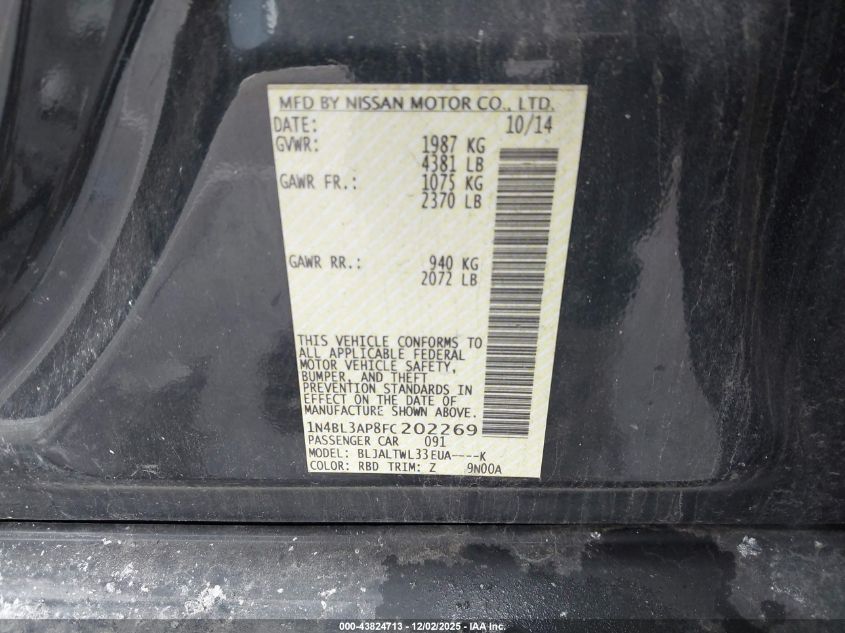 MFD BY NISSAN MOTOR CO., LTD.
DATE: 10/14
GVWR: 1987 KG
4381 LB
GAWR FR.: 1075 KG
2370 LB
GAWR RR.: 940 KG
2072 LB
THIS VEHICLE CONFORMS TO
ALL APPLICABLE FEDERAL
MOTOR VEHICLE SAFETY,
BUMPER, AND THEFT
PREVENTION STANDARDS IN
EFFECT ON THE DATE OF
MANUFACTURE SHOWN ABOVE.
1N4BL3AP8FC202269
PASSENGER CAR 091
MODEL: BLJALTWL33EUA----K
COLOR: RBD TRIM: Z 9N00A
000-43824713 - 12/02/2025 - IAA Inc.